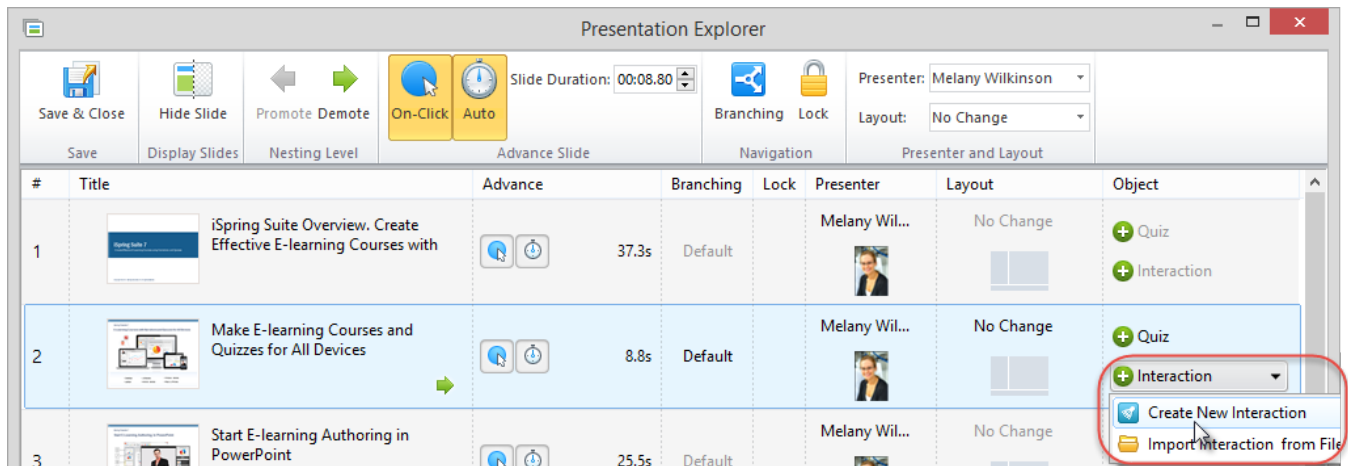 Presentation Explorer
Slide Duration: 00:08.80
Presenter: Melany Wilkinson
Save & Close
Hide Slide
Promote Demote
On-Click
Auto
Branching
Lock
Layout: No Change
Save
Display Slides
Nesting Level
Advance Slide
Navigation
Presenter and Layout
# Title Advance Branching Lock Presenter Layout Object
1
iSpring Suite 7
iSpring Suite Overview. Create
Effective E-learning Courses with
37.3s
Default
Melany Wil...
No Change
Quiz
Interaction
2
Make E-learning Courses and
Quizzes for All Devices
8.8s
Default
Melany Wil...
No Change
Quiz
Interaction
Create New Interaction
Import Interaction from File
3
Start E-learning Authoring in
PowerPoint
25.5s
Default
Melany Wil...
No Change